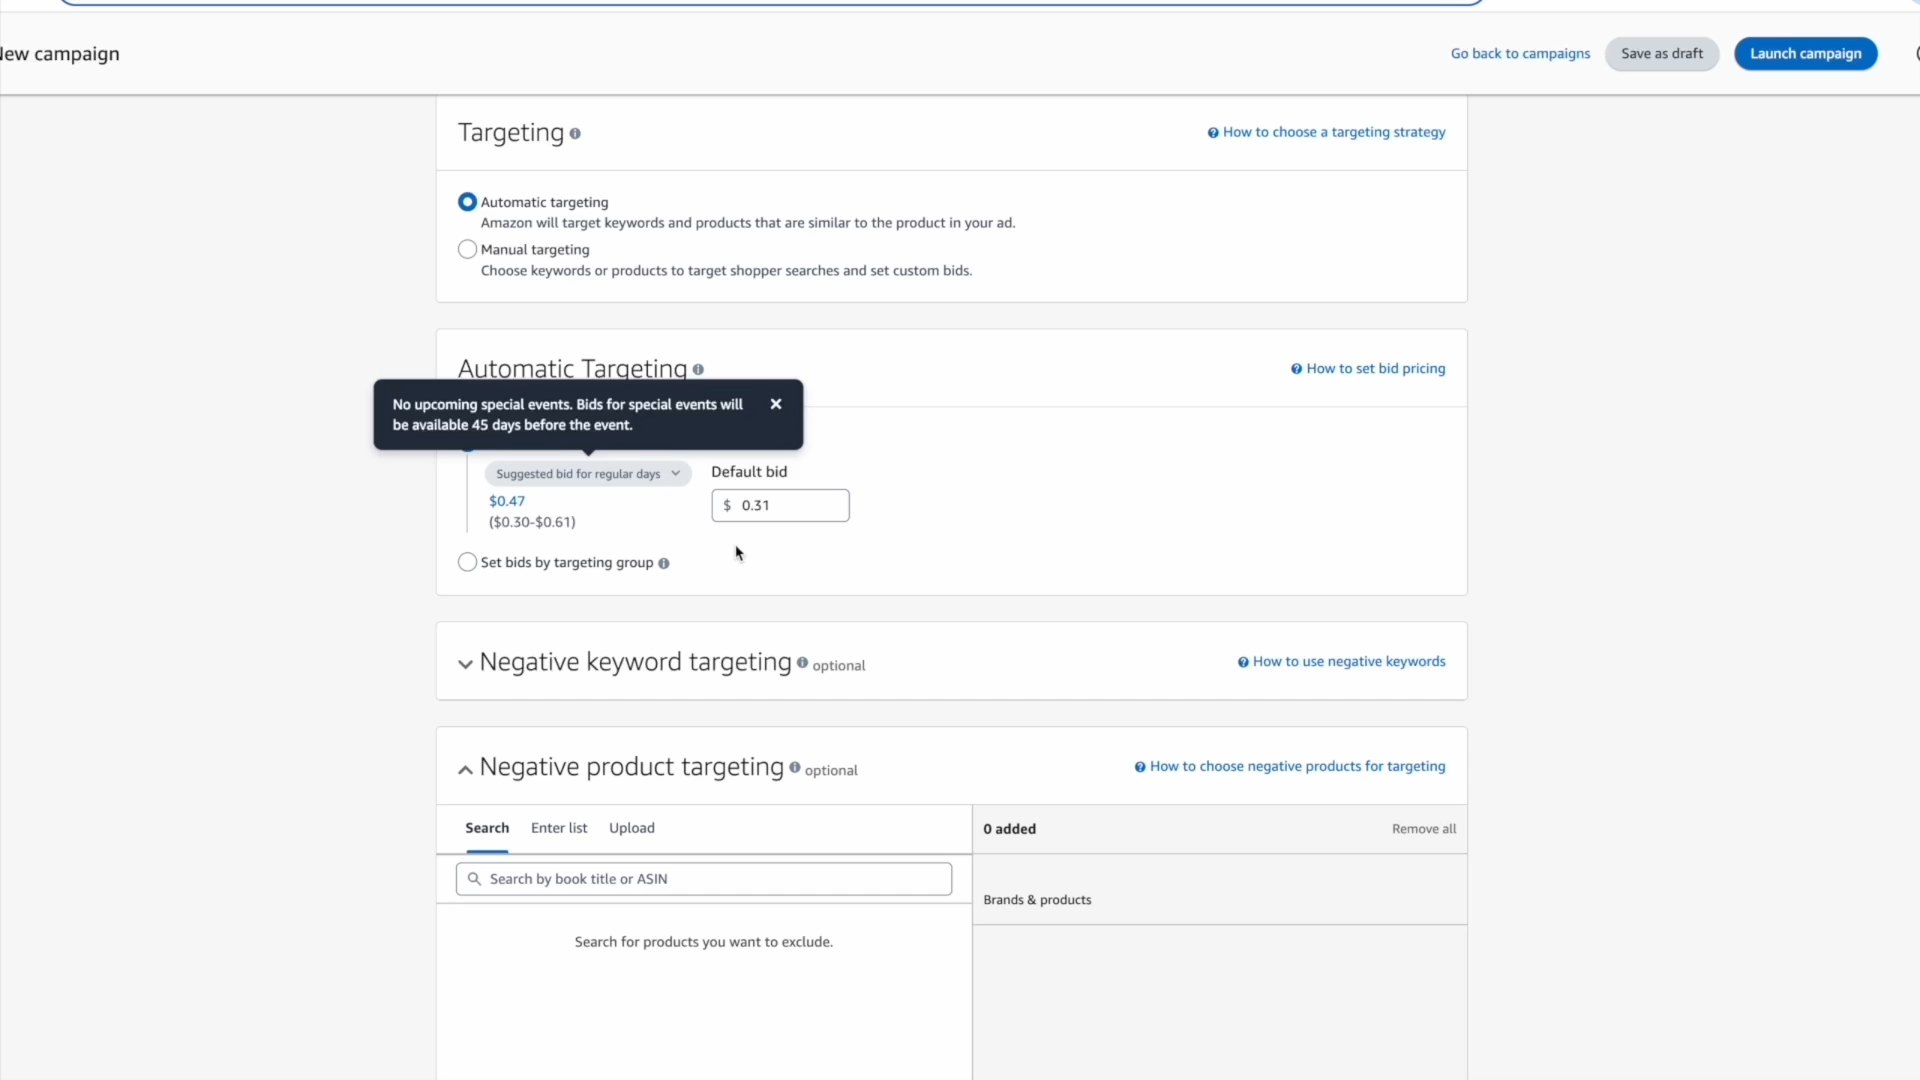 New campaign
Go back to campaigns
Save as draft
Launch campaign
Targeting
How to choose a targeting strategy
Automatic targeting
Amazon will target keywords and products that are similar to the product in your ad.
Manual targeting
Choose keywords or products to target shopper searches and set custom bids.
Automatic Targeting
How to set bid pricing
No upcoming special events. Bids for special events will
be available 45 days before the event.
Suggested bid for regular days
Default bid
$0.47
$ 0.31
($0.30-$0.61)
Set bids by targeting group
Negative keyword targeting optional
How to use negative keywords
Negative product targeting optional
How to choose negative products for targeting
Search
Enter list
Upload
0 added
Remove all
Search by book title or ASIN
Brands & products
Search for products you want to exclude.